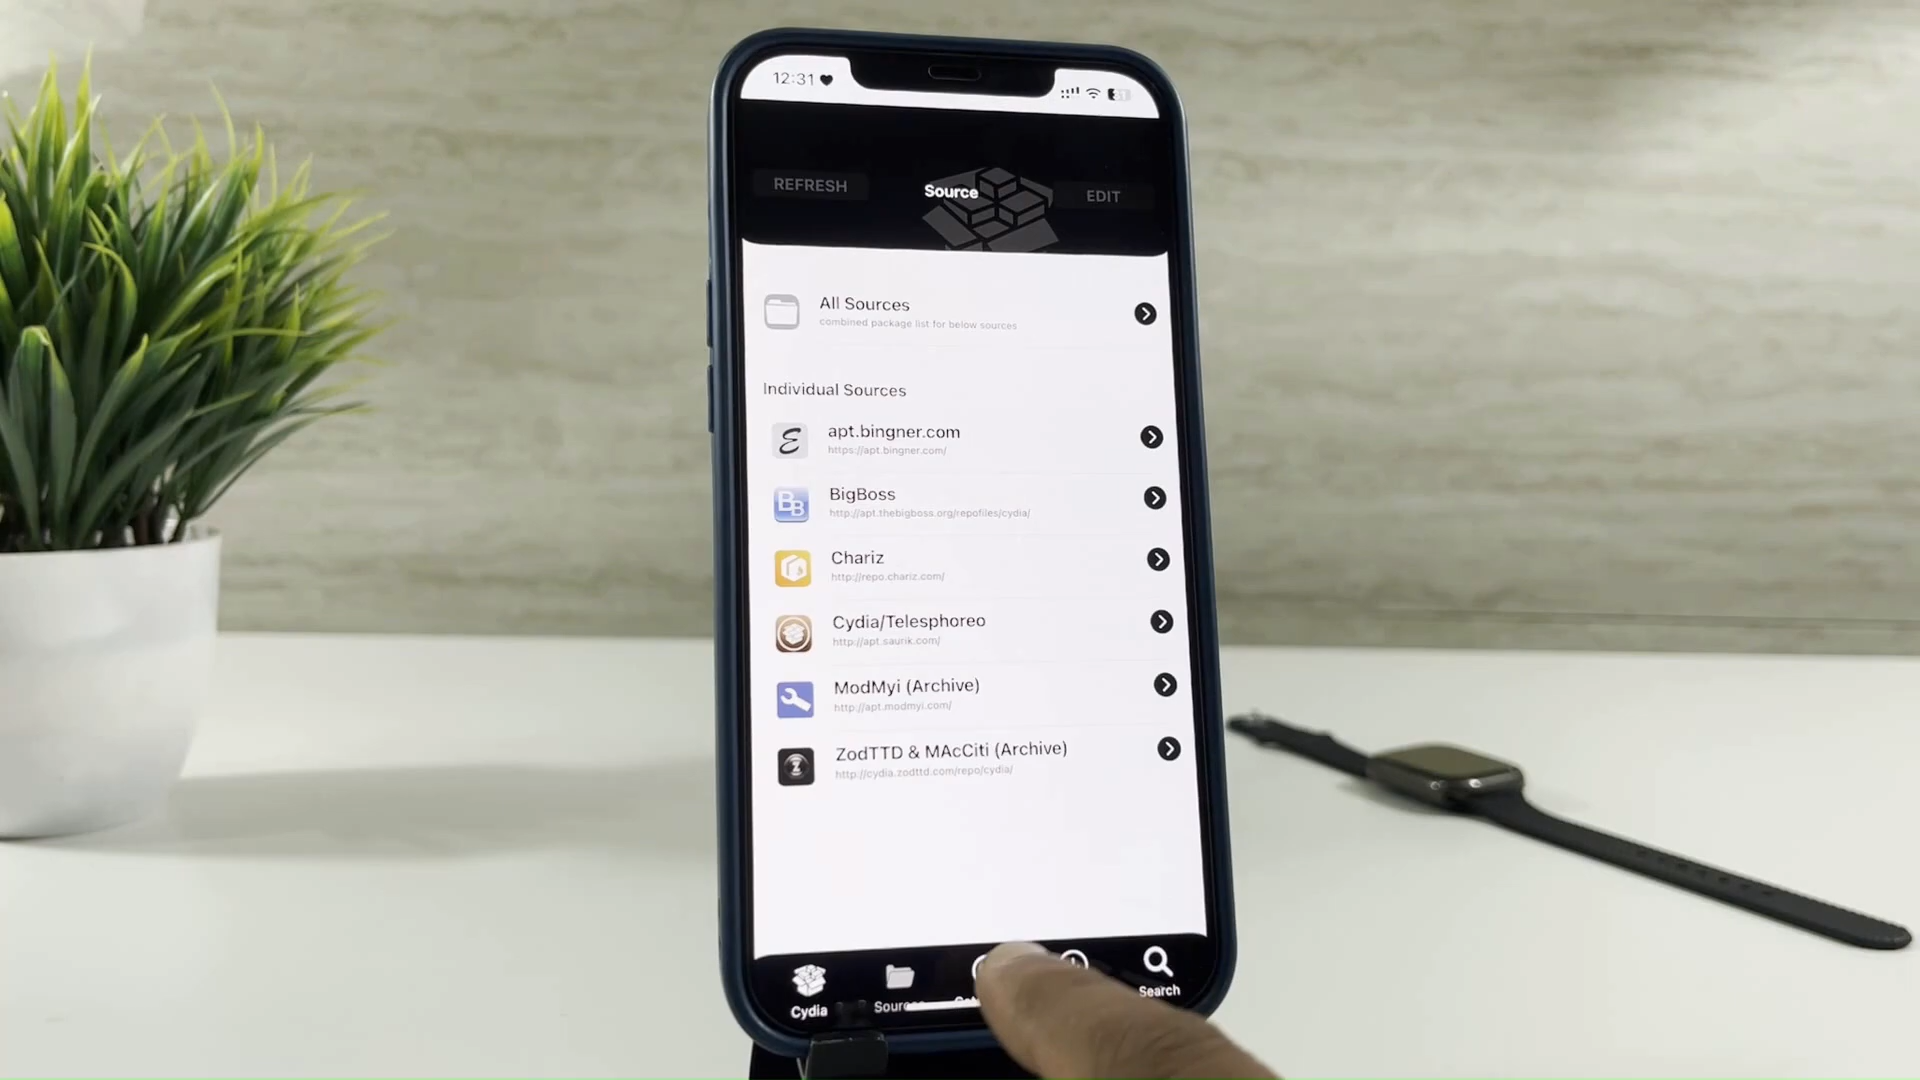 12:31
REFRESH
Source
EDIT
All Sources
combined package list for below sources
Individual Sources
apt.bingner.com
https://apt.bingner.com/
BigBoss
http://apt.thebigboss.org/repofiles/cydia/
Chariz
http://repo.chariz.com/
Cydia/Telesphoreo
http://apt.saurik.com/
ModMyi (Archive)
http://apt.modmyi.com/
ZodTTD & MAcCiti (Archive)
http://cydia.zodttd.com/repo/cydia/
Cydia
Search